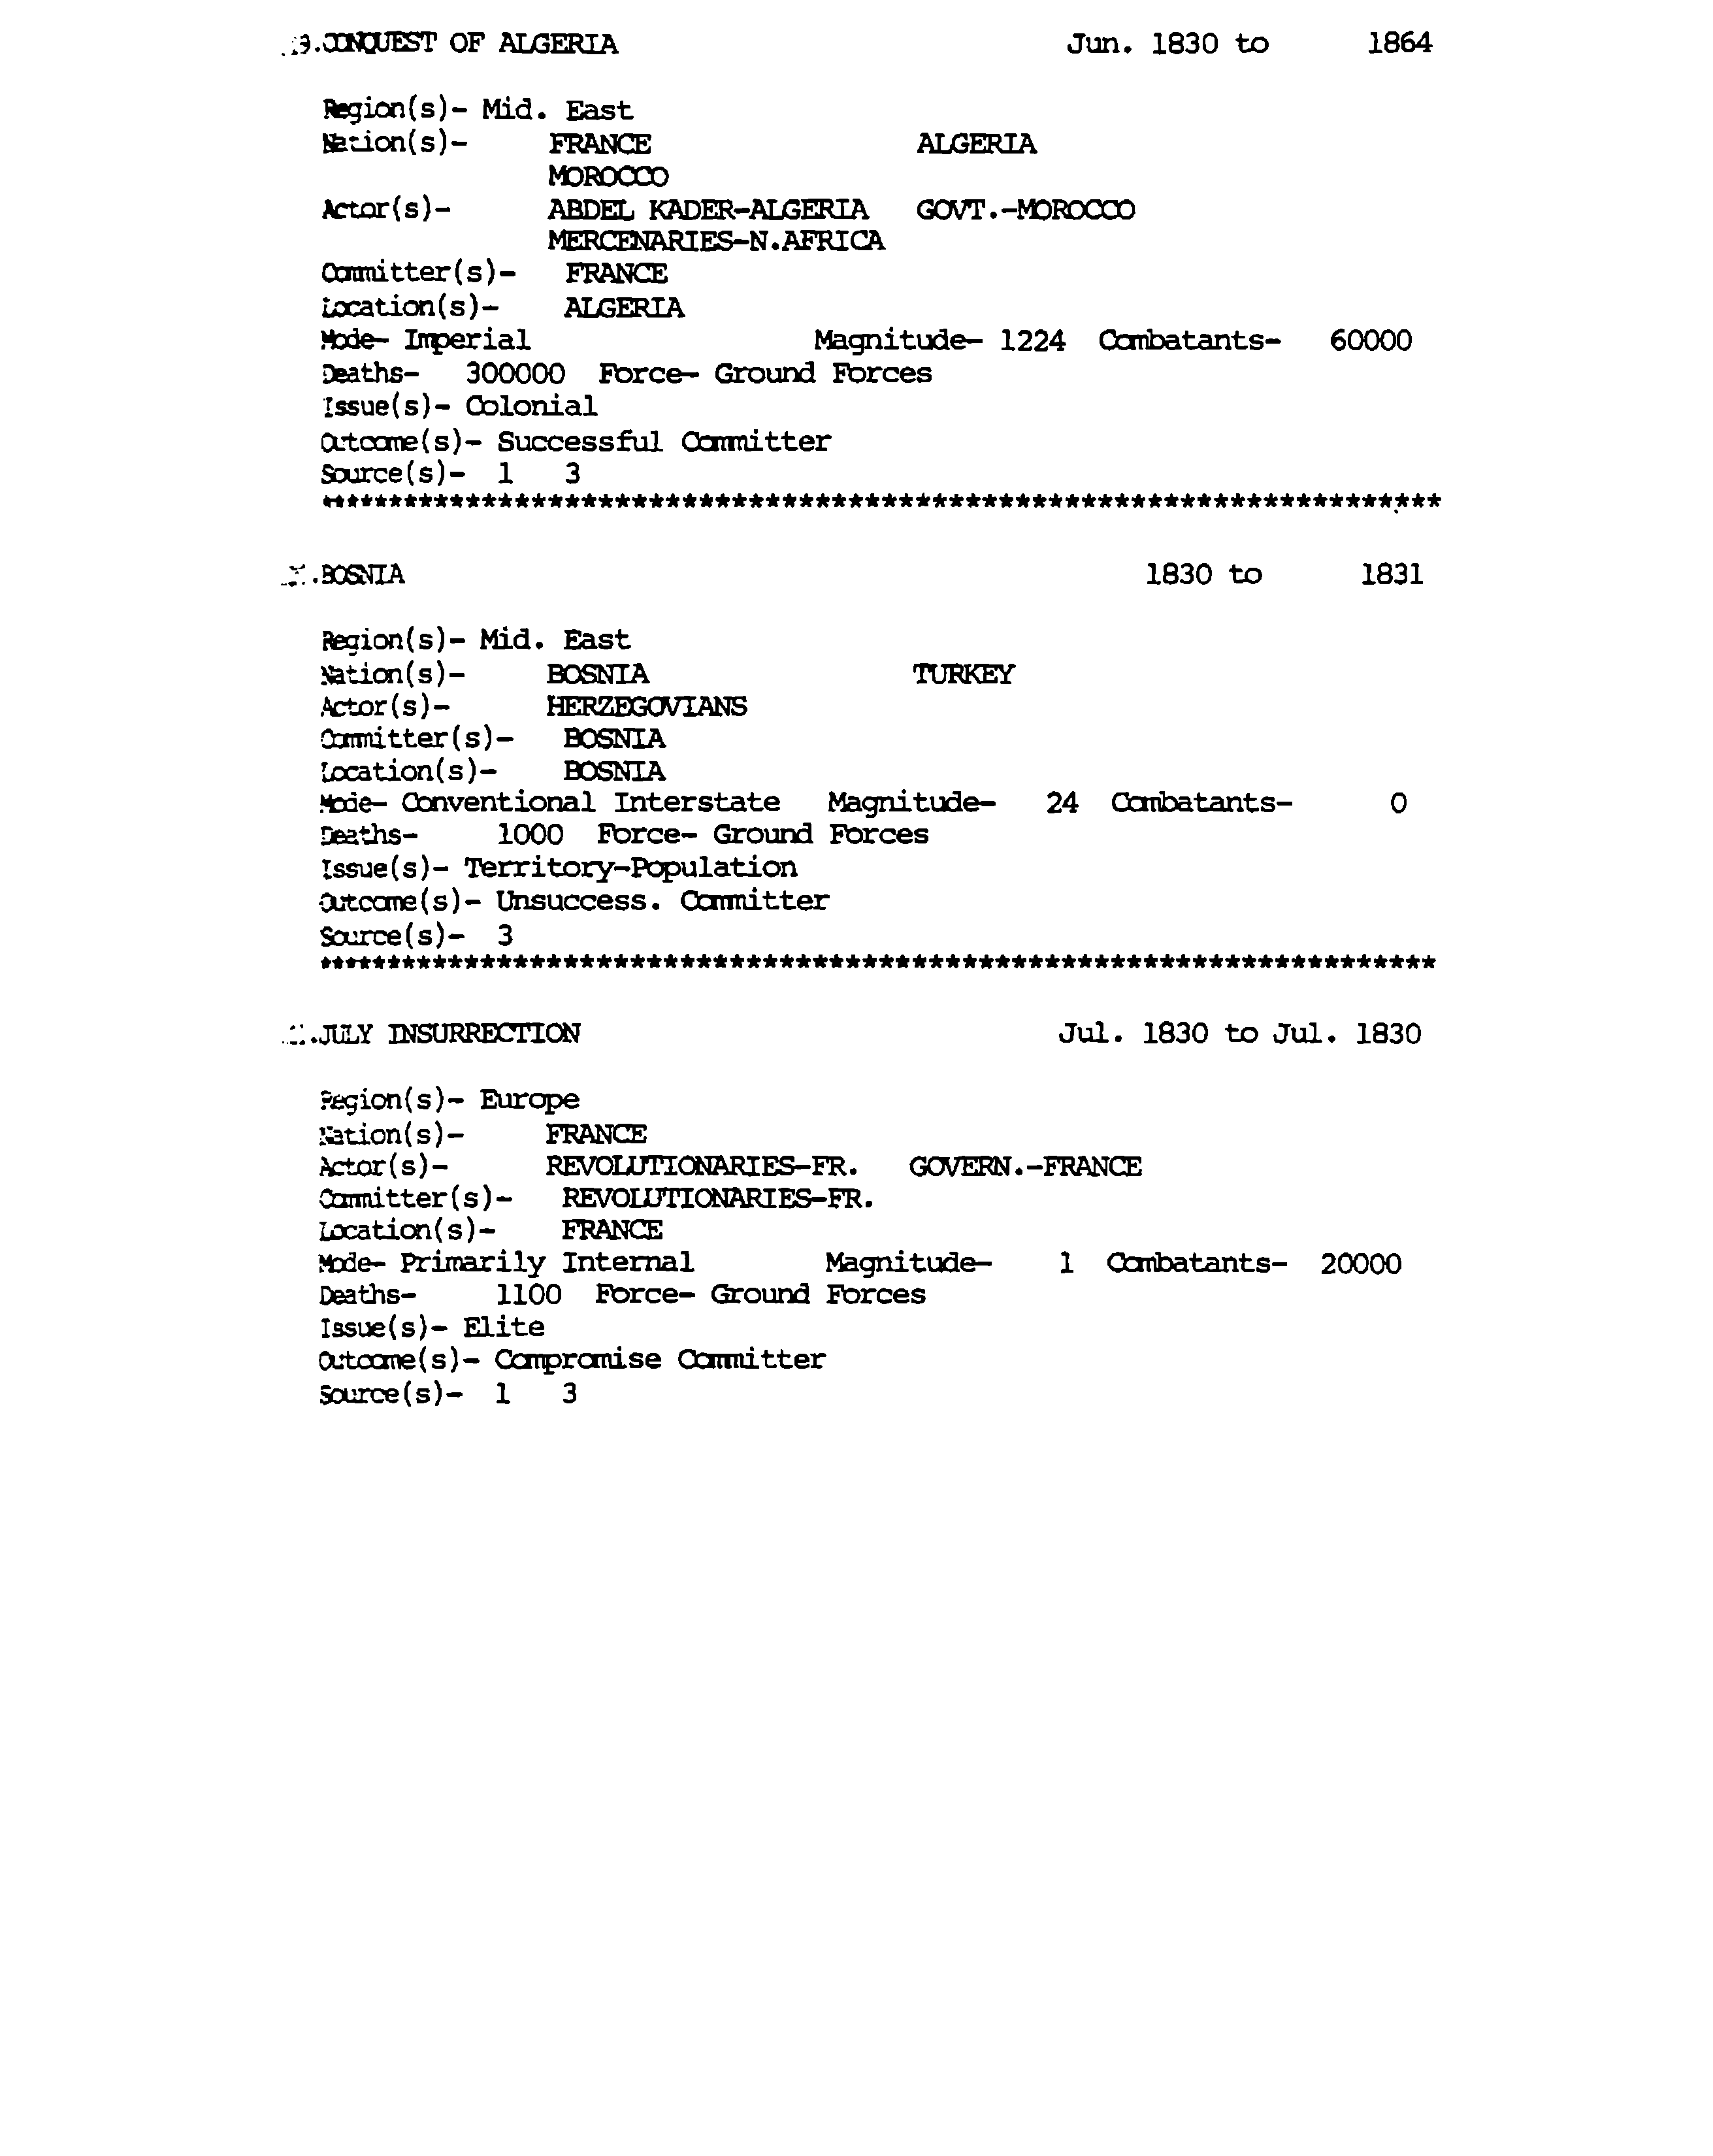 9.CONQUEST OF ALGERIA Jun. 1830 to 1864
Region(s)- Mid. East
Nation(s)- FRANCE ALGERIA
MOROCCO
Actor(s)- ABDEL KADER-ALGERIA GOVT.-MOROCCO
MERCENARIES-N.AFRICA
Committer(s)- FRANCE
Location(s)- ALGERIA
Mode- Imperial Magnitude- 1224 Combatants- 60000
Deaths- 300000 Force- Ground Forces
Issue(s)- Colonial
Outcome(s)- Successful Committer
Source(s)- 1 3
********************************************************************
.BOSNIA 1830 to 1831
Region(s)- Mid. East
Nation(s)- BOSNIA TURKEY
Actor(s)- HERZEGOVIANS
Committer(s)- BOSNIA
Location(s)- BOSNIA
Mode- Conventional Interstate Magnitude- 24 Combatants- 0
Deaths- 1000 Force- Ground Forces
Issue(s)- Territory-Population
Outcome(s)- Unsuccess. Committer
Source(s)- 3
********************************************************************
.JULY INSURRECTION Jul. 1830 to Jul. 1830
Region(s)- Europe
Nation(s)- FRANCE
Actor(s)- REVOLUTIONARIES-FR. GOVERN.-FRANCE
Committer(s)- REVOLUTIONARIES-FR.
Location(s)- FRANCE
Mode- Primarily Internal Magnitude- 1 Combatants- 20000
Deaths- 1100 Force- Ground Forces
Issue(s)- Elite
Outcome(s)- Compromise Committer
Source(s)- 1 3